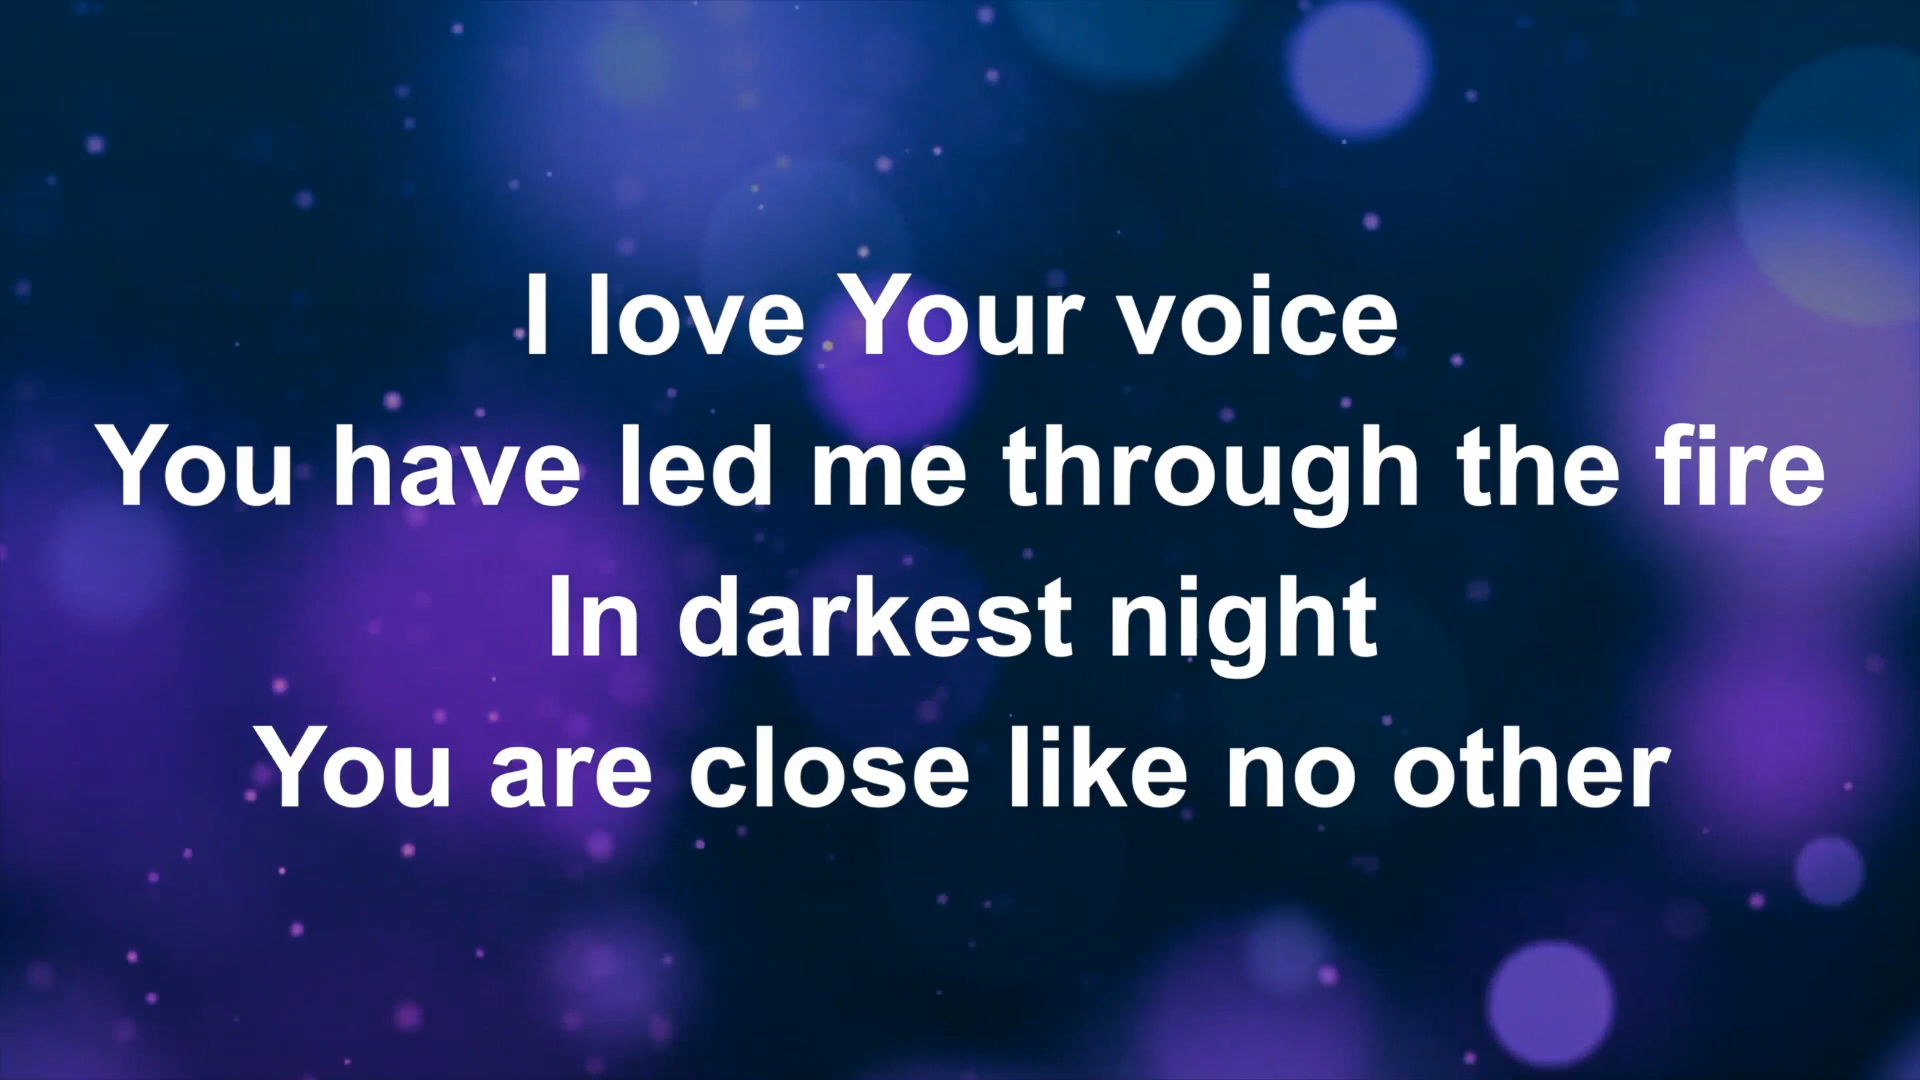 I love Your voice
You have led me through the fire
In darkest night
You are close like no other